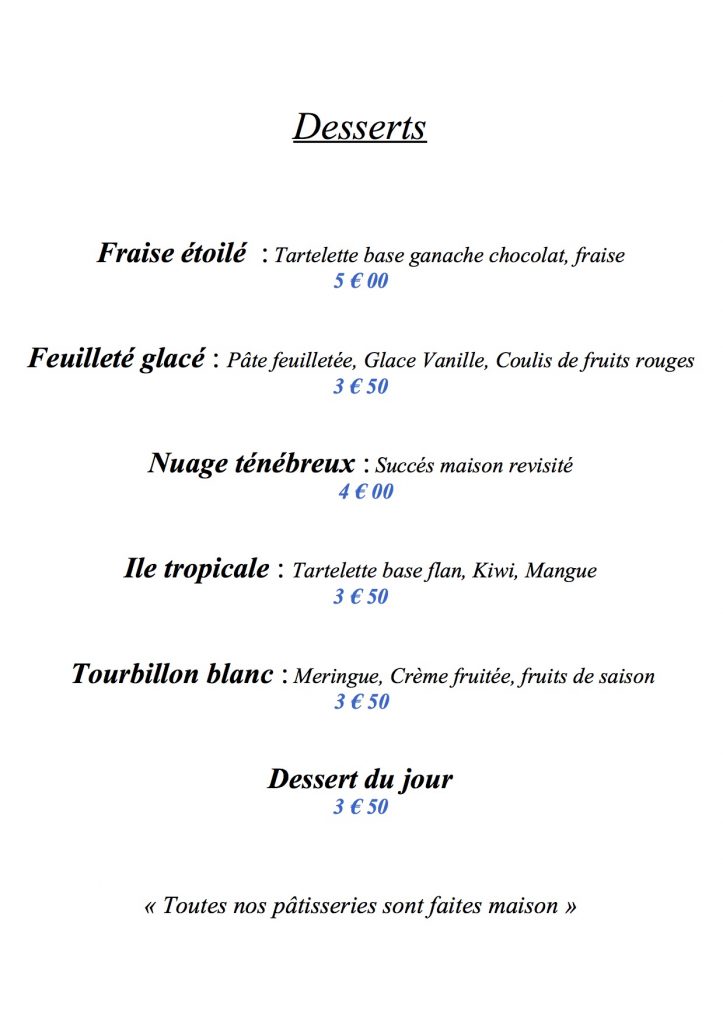 Desserts
Fraise étoilé : Tartelette base ganache chocolat, fraise
5 € 00
Feuilleté glacé : Pâte feuilletée, Glace Vanille, Coulis de fruits rouges
3 € 50
Nuage ténébreux : Succés maison revisité
4 € 00
Ile tropicale : Tartelette base flan, Kiwi, Mangue
3 € 50
Tourbillon blanc : Meringue, Crème fruitée, fruits de saison
3 € 50
Dessert du jour
3 € 50
« Toutes nos pâtisseries sont faites maison »